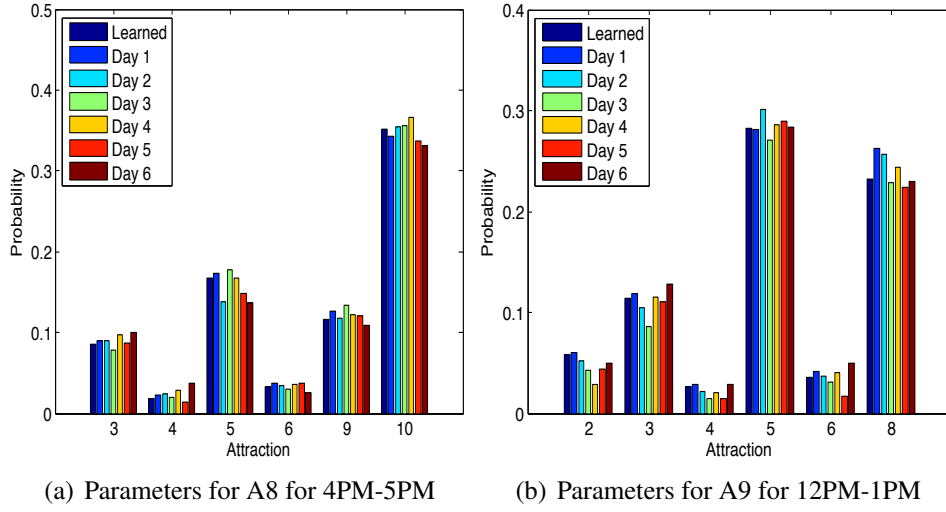 0.5
0.4
0.3
0.2
0.1
0
Probability
Learned
Day 1
Day 2
Day 3
Day 4
Day 5
Day 6
3 4 5 6 9 10
Attraction
(a) Parameters for A8 for 4PM-5PM
0.4
0.3
0.2
0.1
0
Probability
Learned
Day 1
Day 2
Day 3
Day 4
Day 5
Day 6
2 3 4 5 6 8
Attraction
(b) Parameters for A9 for 12PM-1PM